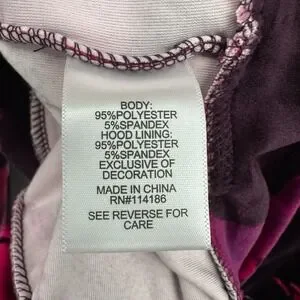 BODY:
95%POLYESTER
5%SPANDEX
HOOD LINING:
95%POLYESTER
5%SPANDEX
EXCLUSIVE OF
DECORATION
MADE IN CHINA
RN#114186
SEE REVERSE FOR
CARE